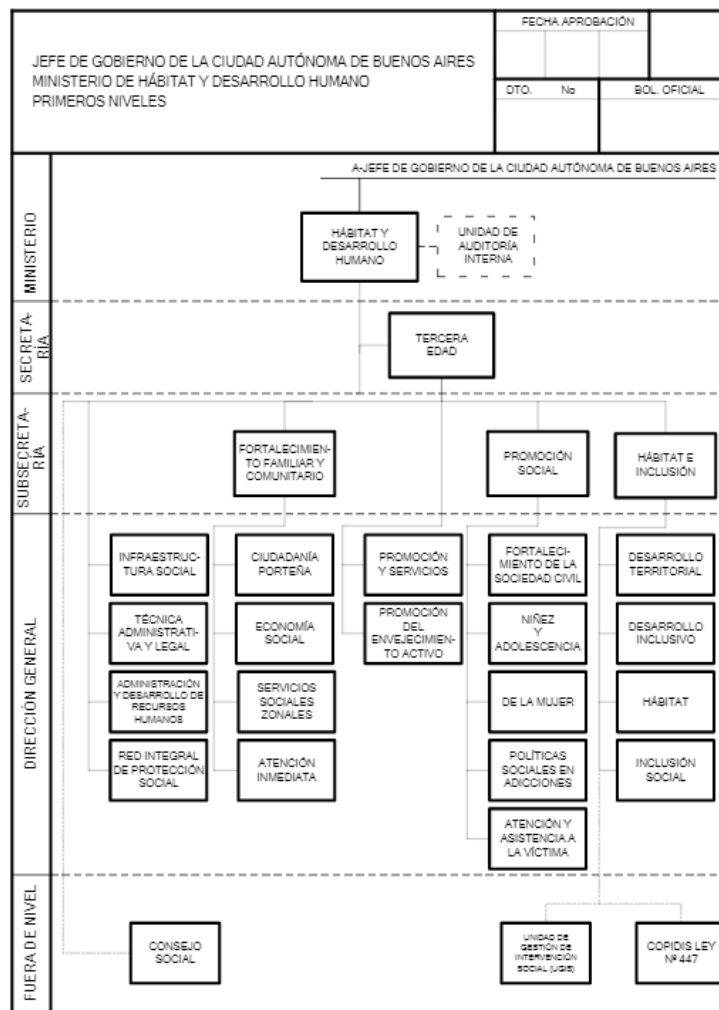 JEFE DE GOBIERNO DE LA CIUDAD AUTÓNOMA DE BUENOS AIRES
MINISTERIO DE HÁBITAT Y DESARROLLO HUMANO
PRIMEROS NIVELES
FECHA APROBACIÓN
DTO. No
BOL. OFICIAL
A-JEFE DE GOBIERNO DE LA CIUDAD AUTÓNOMA DE BUENOS AIRES
MINISTERIO
HÁBITAT Y
DESARROLLO
HUMANO
UNIDAD DE
AUDITORÍA
INTERNA
SECRETA-
RÍA
TERCERA
EDAD
SUBSECRETA-
RÍA
FORTALECIMIEN-
TO FAMILIAR Y
COMUNITARIO
PROMOCIÓN
SOCIAL
HÁBITAT E
INCLUSIÓN
DIRECCIÓN GENERAL
INFRAESTRUC-
TURA SOCIAL
CIUDADANÍA
PORTEÑA
PROMOCIÓN
Y SERVICIOS
FORTALECI-
MIENTO DE LA
SOCIEDAD CIVIL
DESARROLLO
TERRITORIAL
TÉCNICA
ADMINISTRATI-
VA Y LEGAL
ECONOMÍA
SOCIAL
PROMOCIÓN
DEL
ENVEJECIMIE-
NTO ACTIVO
NIÑEZ
Y
ADOLESCENCIA
DESARROLLO
INCLUSIVO
ADMINISTRACIÓN
Y DESARROLLO DE
RECURSOS
HUMANOS
SERVICIOS
SOCIALES
ZONALES
DE LA MUJER
HÁBITAT
RED INTEGRAL
DE PROTECCIÓN
SOCIAL
ATENCIÓN
INMEDIATA
POLÍTICAS
SOCIALES EN
ADICCIONES
INCLUSIÓN
SOCIAL
ATENCIÓN Y
ASISTENCIA A
LA VÍCTIMA
FUERA DE NIVEL
CONSEJO
SOCIAL
UNIDAD DE
GESTIÓN DE
INTERVENCIÓN
SOCIAL (UGIS)
COPIDIS LEY
Nº 447